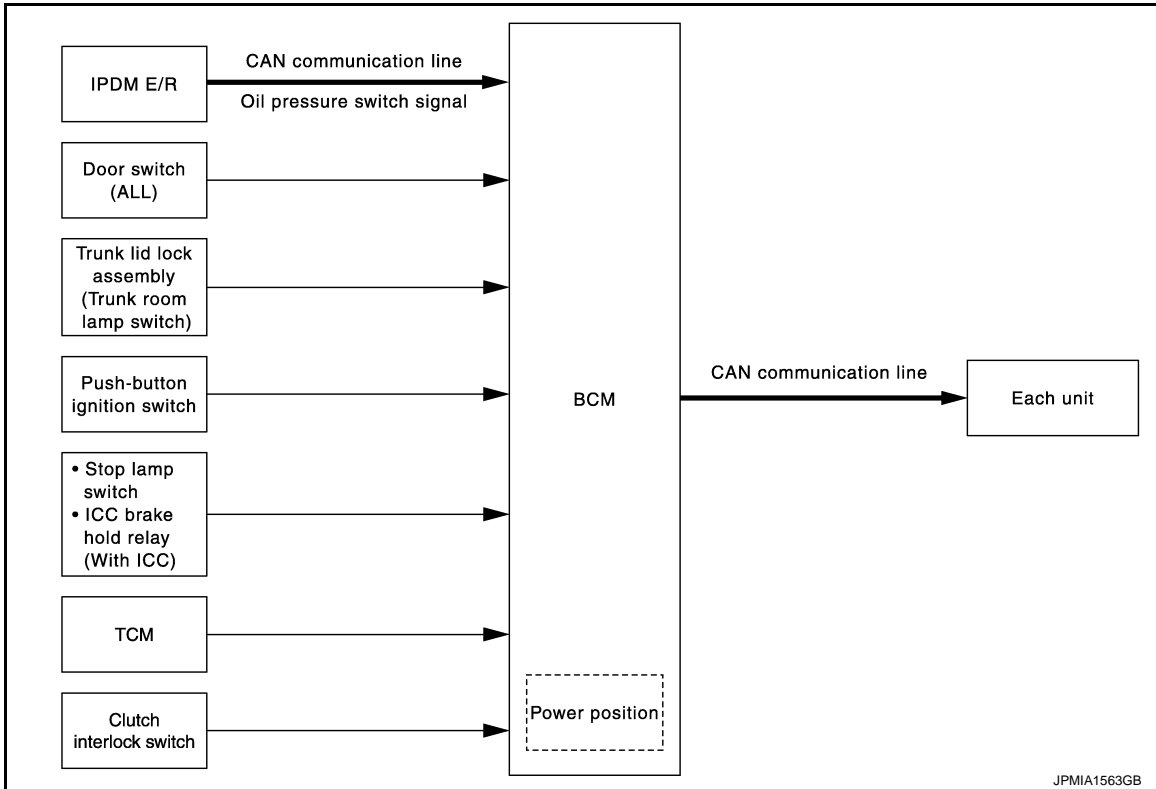 IPDM E/R
CAN communication line
Oil pressure switch signal
Door switch
(ALL)
Trunk lid lock
assembly
(Trunk room
lamp switch)
Push-button
ignition switch
• Stop lamp
switch
• ICC brake
hold relay
(With ICC)
TCM
Clutch
interlock switch
BCM
Power position
CAN communication line
Each unit
JPMIA1563GB